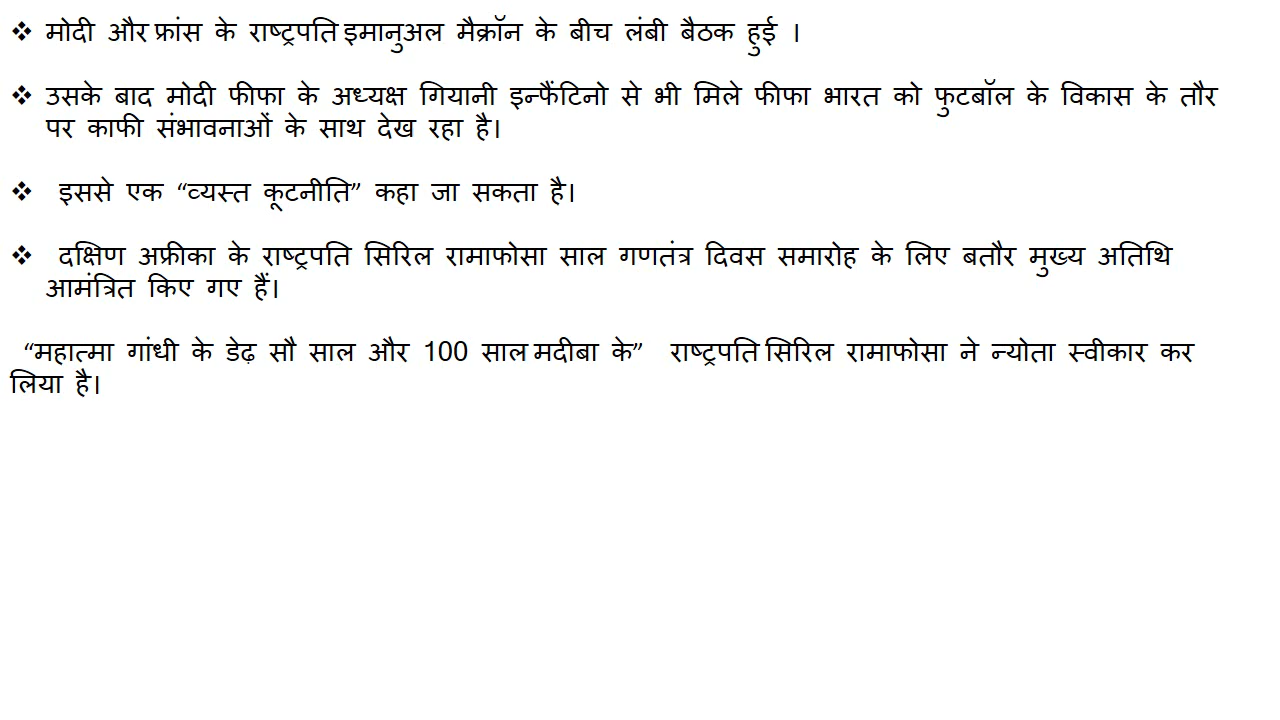 ❖ मोदी और फ्रांस के राष्ट्रपति इमानुअल मैक्रॉन के बीच लंबी बैठक हुई ।
❖ उसके बाद मोदी फीफा के अध्यक्ष गियानी इन्फैंटिनो से भी मिले फीफा भारत को फुटबॉल के विकास के तौर
पर काफी संभावनाओं के साथ देख रहा है।
❖ इससे एक “व्यस्त कूटनीति” कहा जा सकता है।
❖ दक्षिण अफ्रीका के राष्ट्रपति सिरिल रामाफोसा साल गणतंत्र दिवस समारोह के लिए बतौर मुख्य अतिथि
आमंत्रित किए गए हैं।
“महात्मा गांधी के डेढ़ सौ साल और 100 साल मदीबा के” राष्ट्रपति सिरिल रामाफोसा ने न्योता स्वीकार कर
लिया है।